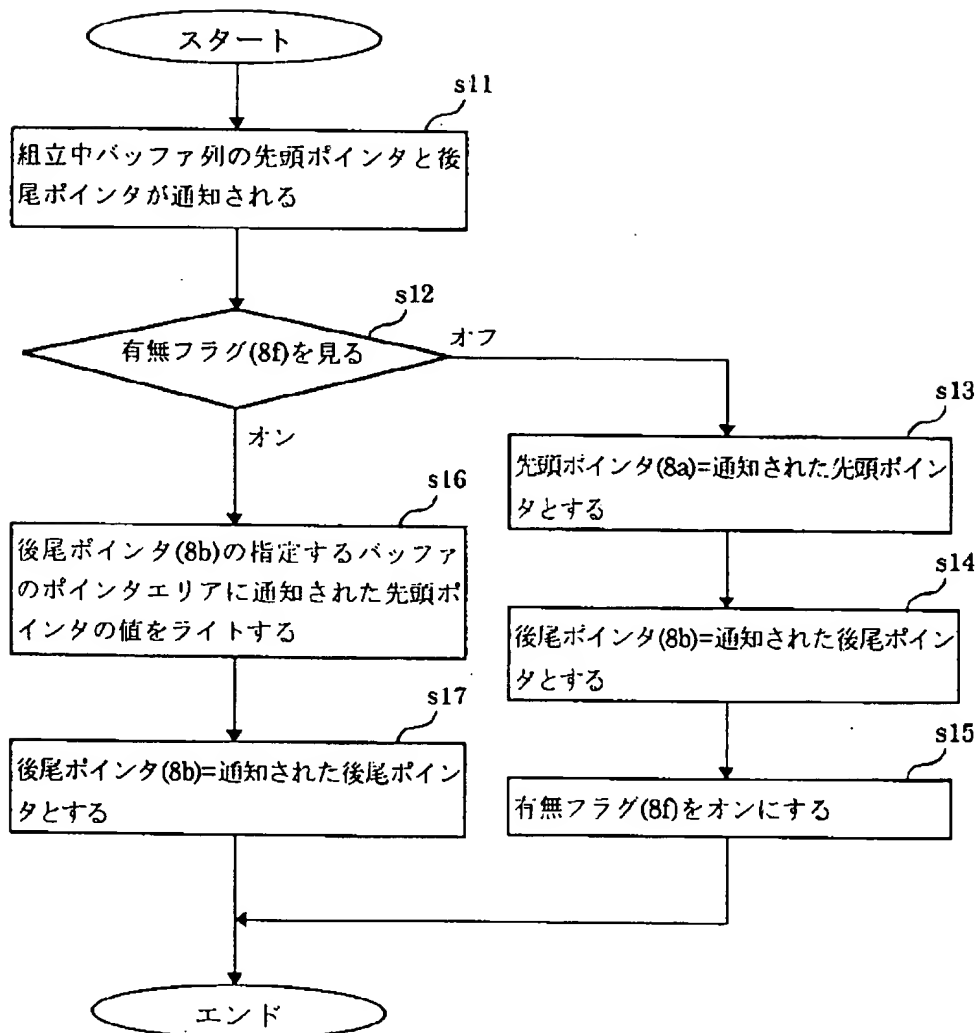 スタート
s11
組立中バッファ列の先頭ポインタと後
尾ポインタが通知される
s12
有無フラグ(8f)を見る
オフ
オン
s13
先頭ポインタ(8a)=通知された先頭ポイン
タとする
s14
後尾ポインタ(8b)=通知された後尾ポイン
タとする
s15
有無フラグ(8f)をオンにする
s16
後尾ポインタ(8b)の指定するバッファ
のポインタエリアに通知された先頭ポ
インタの値をライトする
s17
後尾ポインタ(8b)=通知された後尾ポイン
タとする
エンド